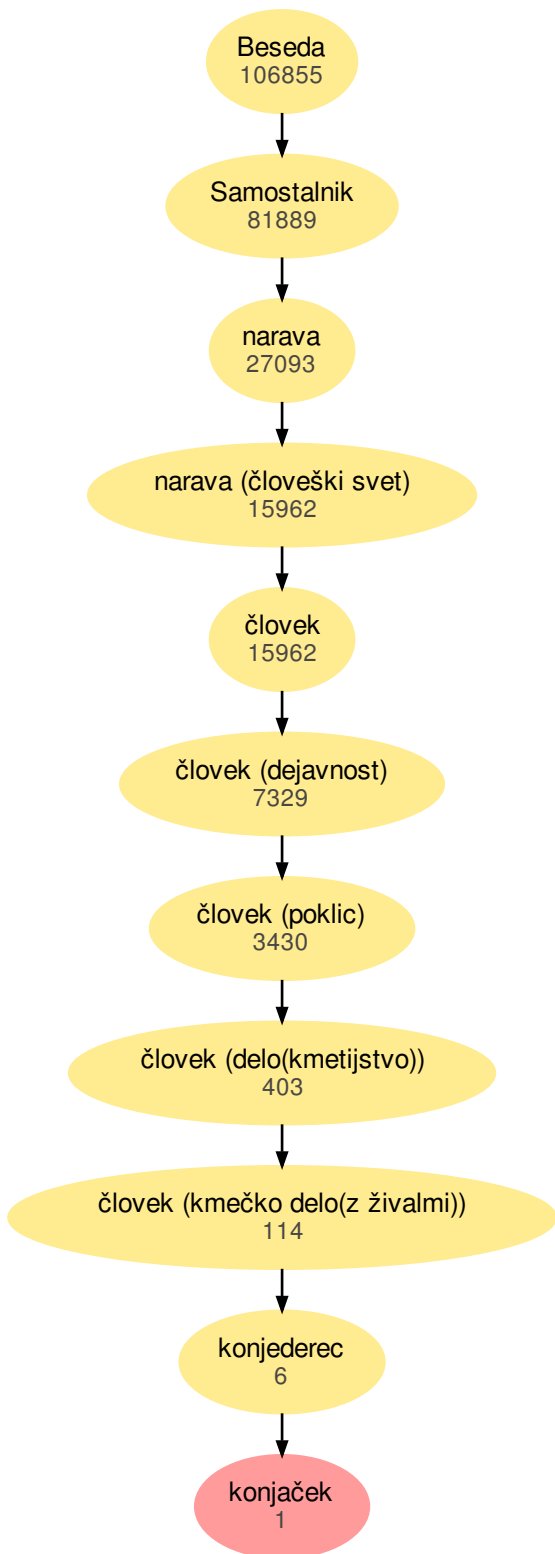 Beseda
106855
Samostalnik
81889
narava
27093
narava (človeški svet)
15962
človek
15962
človek (dejavnost)
7329
človek (poklic)
3430
človek (delo(kmetijstvo))
403
človek (kmečko delo(z živalmi))
114
konjederec
6
konjaček
1